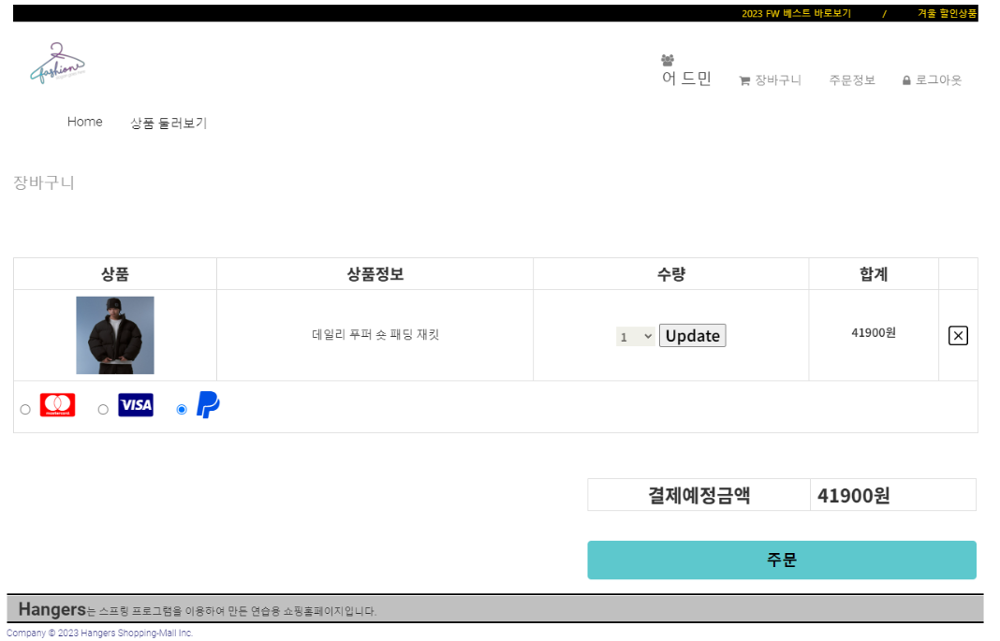 2023 FW 베스트 바로보기 / 겨울 할인상품
fashion
어 드민 장바구니 주문정보 로그아웃
Home 상품 둘러보기
장바구니
상품 상품정보 수량 합계
데일리 푸퍼 숏 패딩 재킷 1 Update 41900원
mastercard VISA
결제예정금액 41900원
주문
Hangers는 스프링 프로그램을 이용하여 만든 연습용 쇼핑홈페이지입니다.
Company © 2023 Hangers Shopping-Mall Inc.